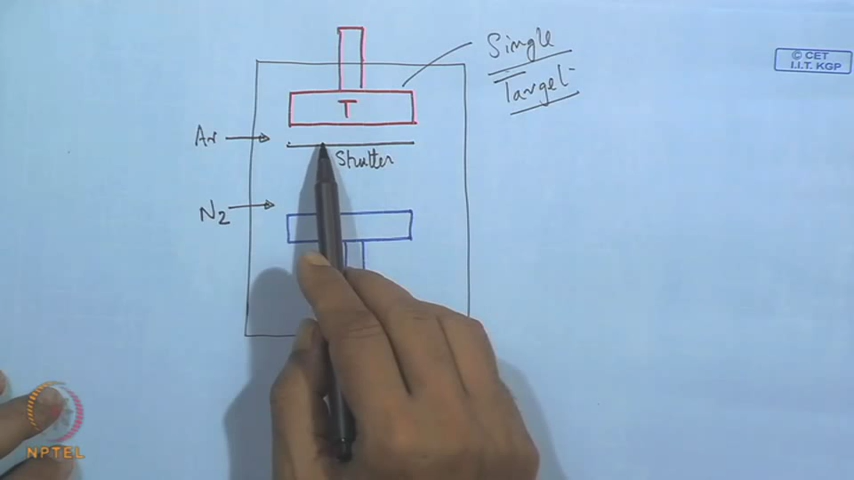 Single
Target
© CET
I.I.T. KGP
T
Ar
Shutter
N2
NPTEL